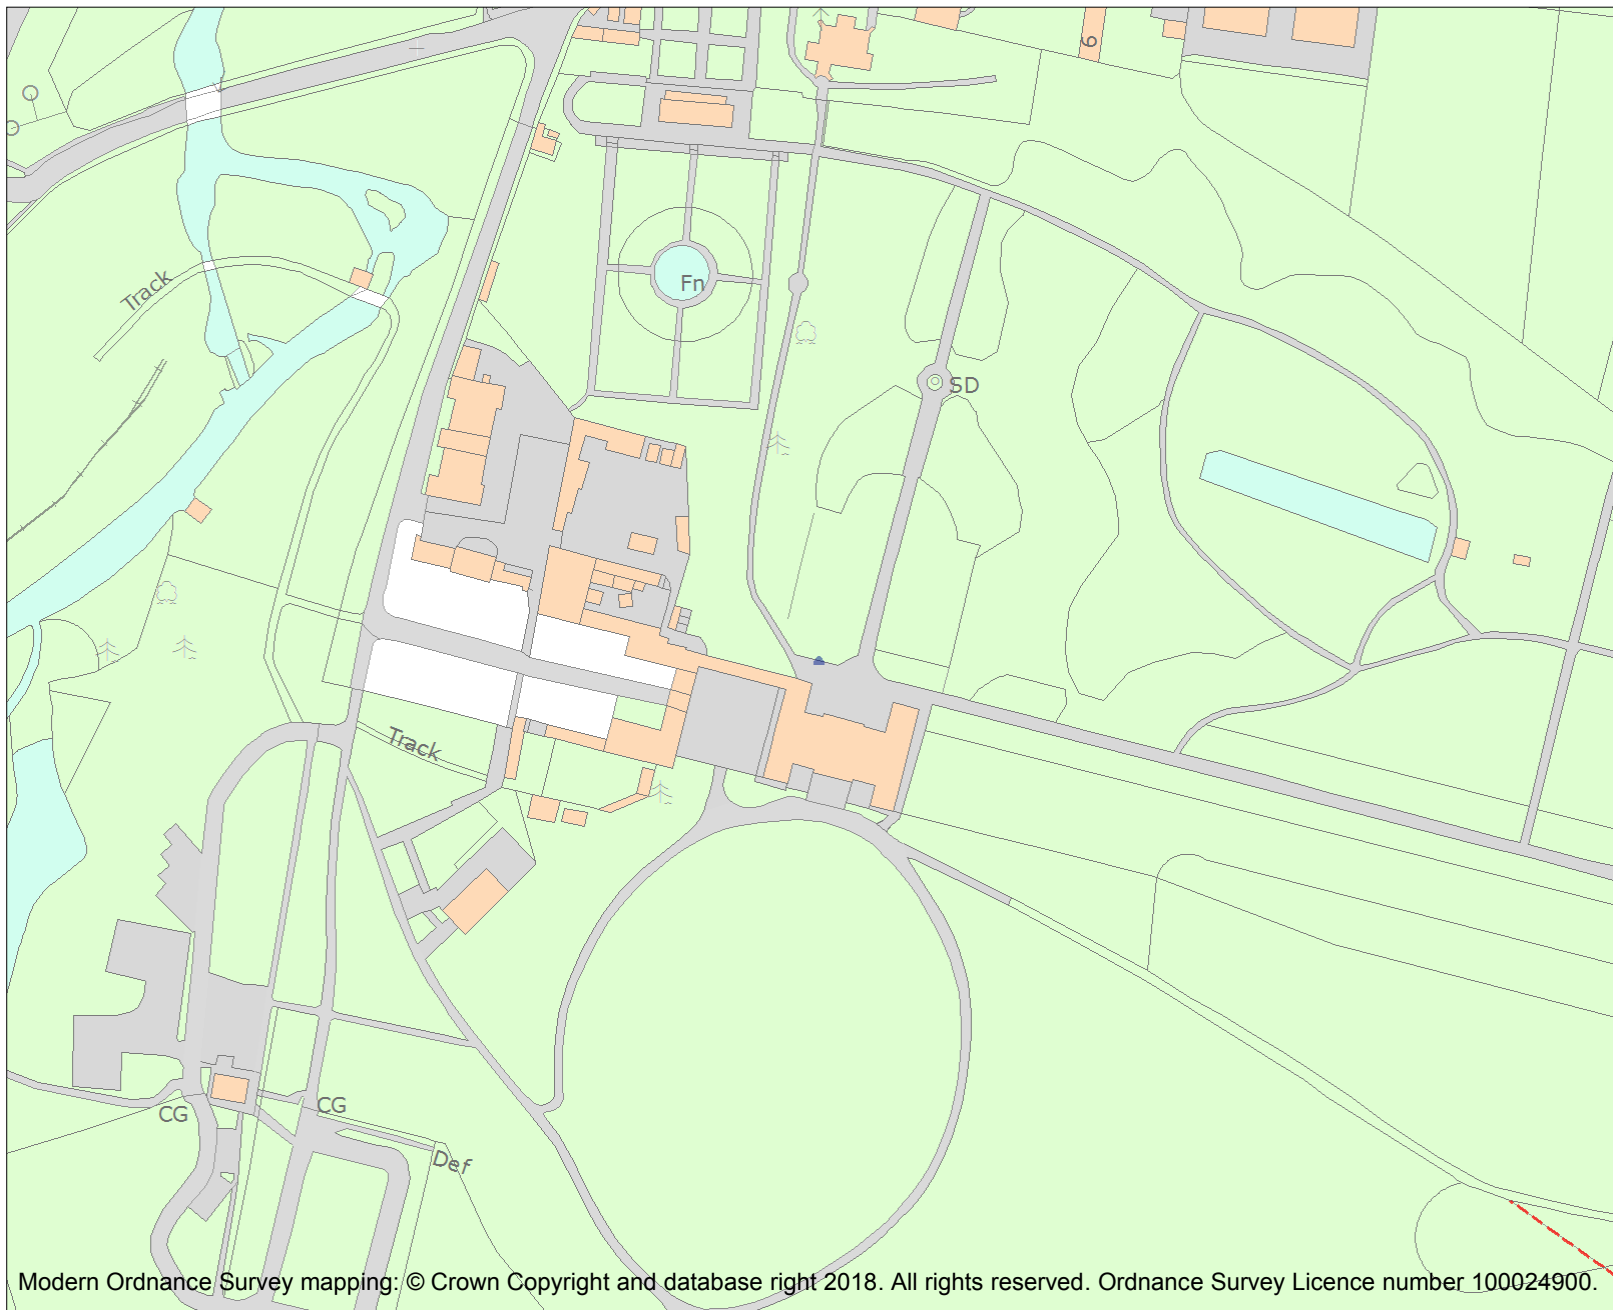 6
Track
Fn
SD
Track
CG
CG
Def
Modern Ordnance Survey mapping: © Crown Copyright and database right 2018. All rights reserved. Ordnance Survey Licence number 100024900.